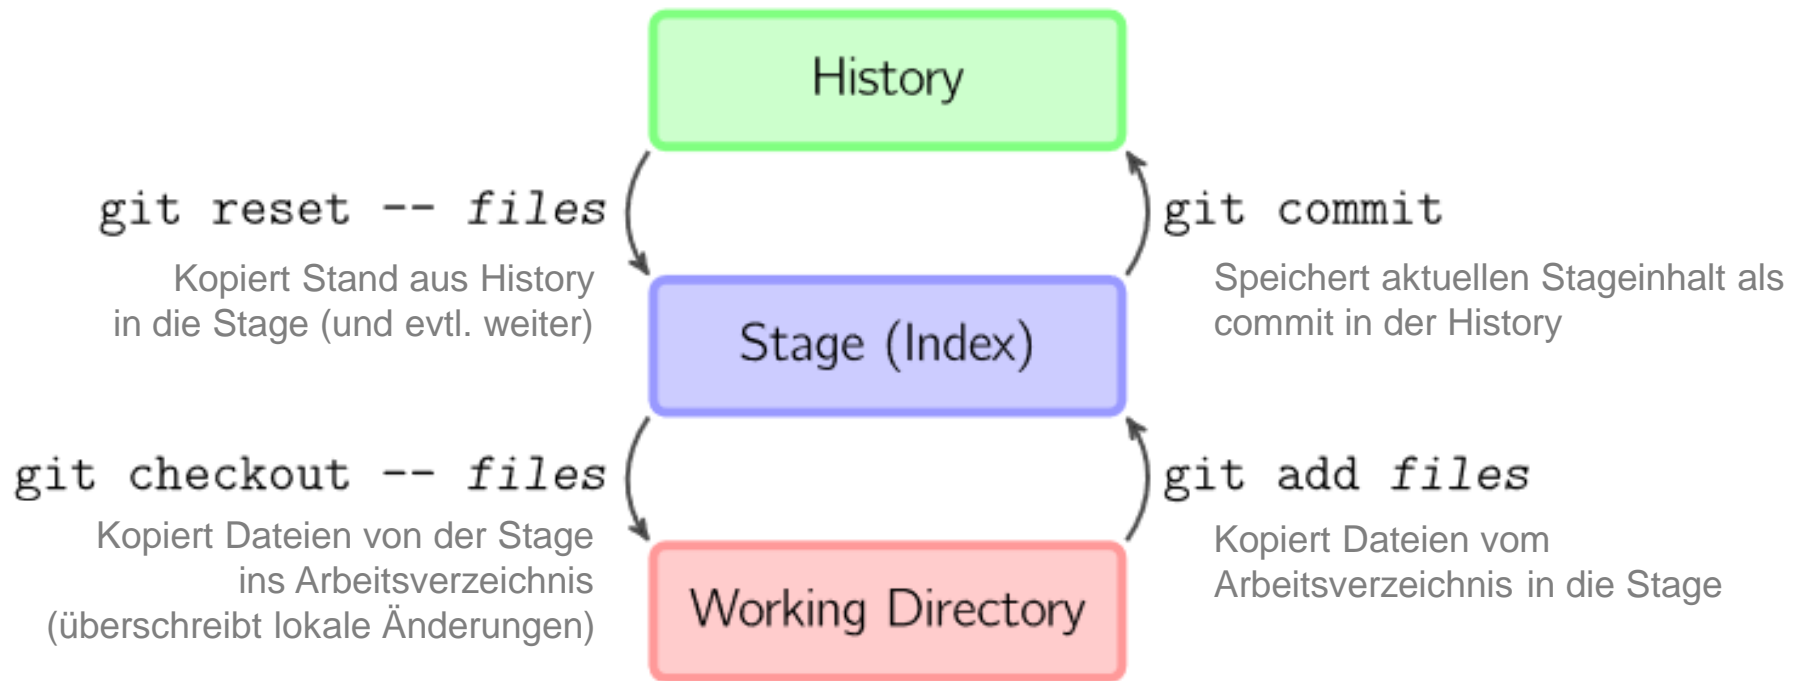 History
git reset -- files
Kopiert Stand aus History
in die Stage (und evtl. weiter)
git commit
Speichert aktuellen Stageinhalt als
commit in der History
Stage (Index)
git checkout -- files
Kopiert Dateien von der Stage
ins Arbeitsverzeichnis
(überschreibt lokale Änderungen)
git add files
Kopiert Dateien vom
Arbeitsverzeichnis in die Stage
Working Directory